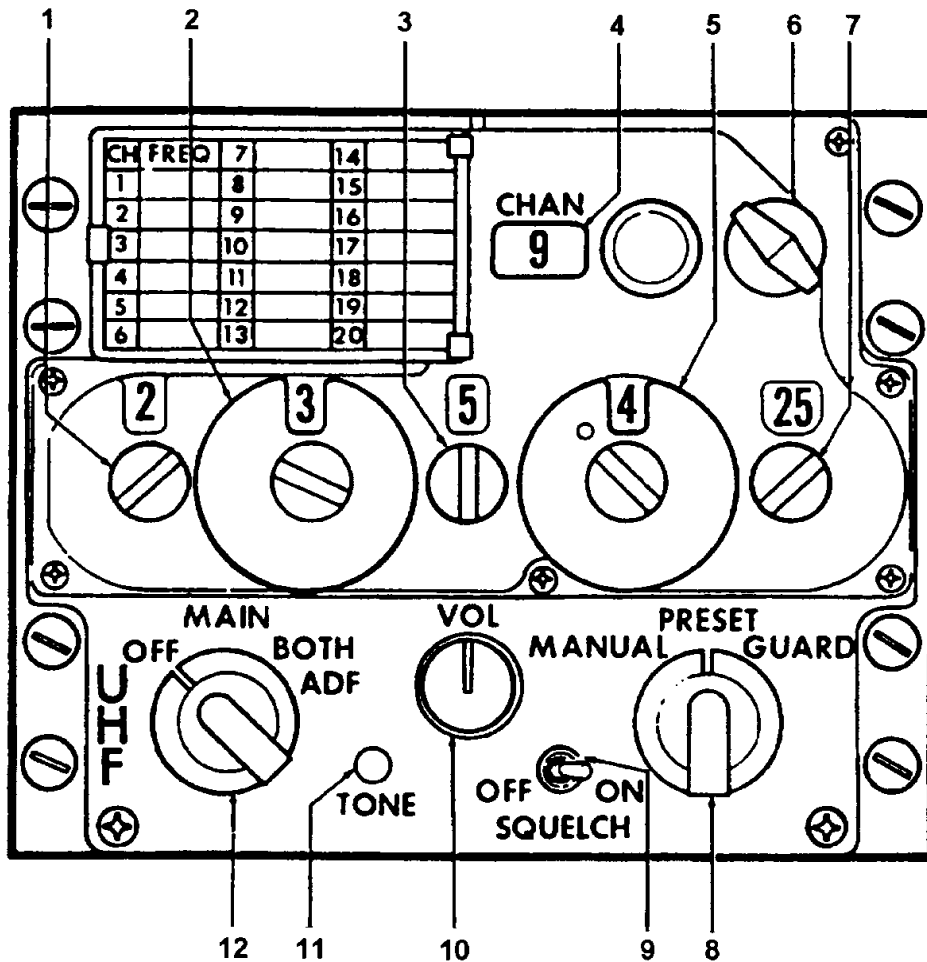 1 2 3 4 5 6 7
CH FREQ 7 14
1 8 15
2 9 16
3 10 17
4 11 18
5 12 19
6 13 20
CHAN
9
2 3 5 4 25
MAIN VOL PRESET
OFF BOTH MANUAL GUARD
ADF
UHF
TONE
OFF ON
SQUELCH
12 11 10 9 8